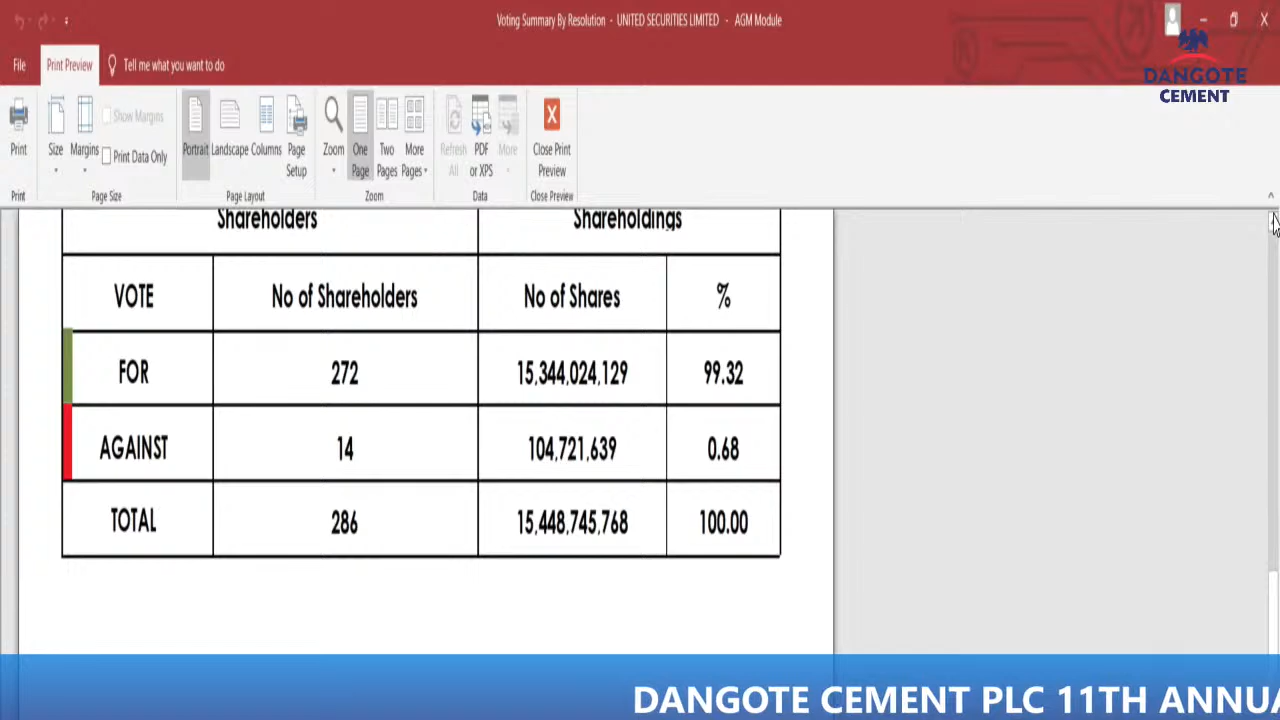 Voting Summary By Resolution - UNITED SECURITIES LIMITED - AGM Module
File Print Preview Tell me what you want to do
DANGOTE
CEMENT
Print Size Margins Show Margins Print Data Only Portrait Landscape Columns Page Setup Zoom One Page Two Pages More Pages Refresh All PDF or XPS More Close Print Preview
Print Page Size Page Layout Zoom Data Close Preview
Shareholders Shareholdings
VOTE No of Shareholders No of Shares %
FOR 272 15,344,024,129 99.32
AGAINST 14 104,721,639 0.68
TOTAL 286 15,448,745,768 100.00
DANGOTE CEMENT PLC 11TH ANNUA